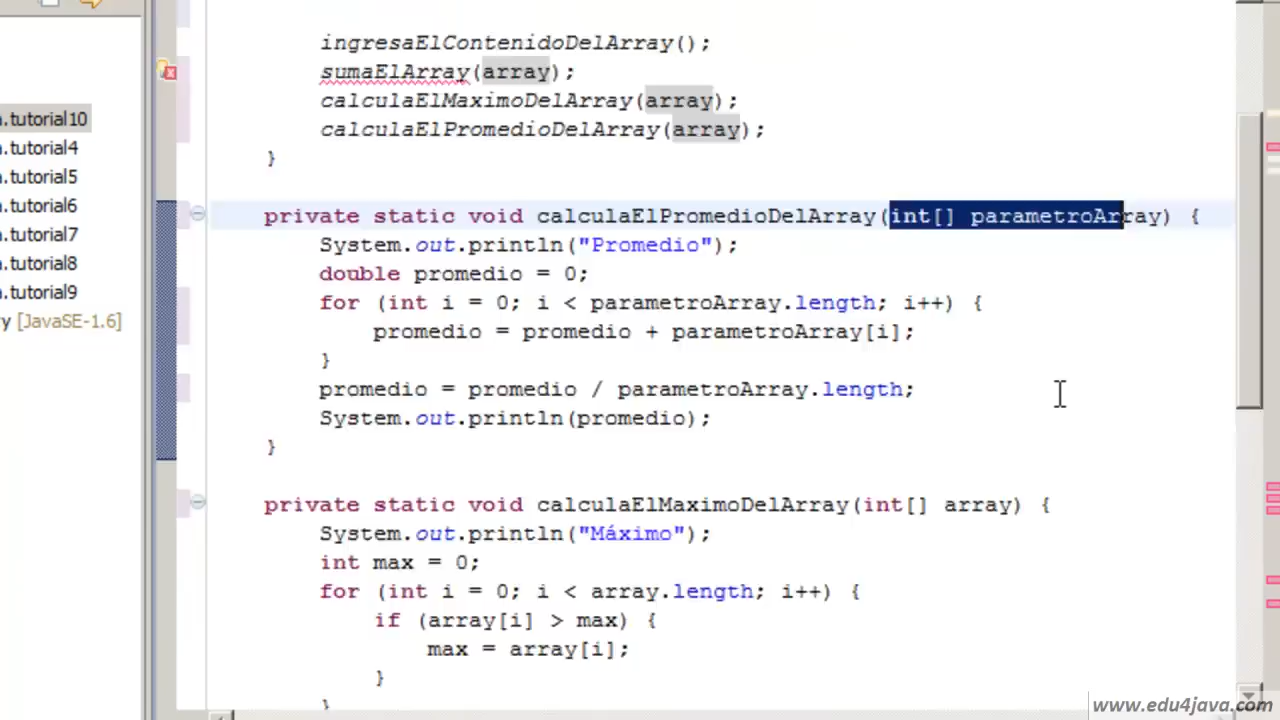 ingresaElContenidoDelArray();
sumaElArray(array);
calculaElMaximoDelArray(array);
calculaElPromedioDelArray(array);
}
private static void calculaElPromedioDelArray(int[] parametroArray) {
System.out.println("Promedio");
double promedio = 0;
for (int i = 0; i < parametroArray.length; i++) {
promedio = promedio + parametroArray[i];
}
promedio = promedio / parametroArray.length;
System.out.println(promedio);
}
private static void calculaElMaximoDelArray(int[] array) {
System.out.println("Máximo");
int max = 0;
for (int i = 0; i < array.length; i++) {
if (array[i] > max) {
max = array[i];
}
}
a.tutorial10
a.tutorial4
a.tutorial5
a.tutorial6
a.tutorial7
a.tutorial8
a.tutorial9
ry [JavaSE-1.6]
www.edu4java.com